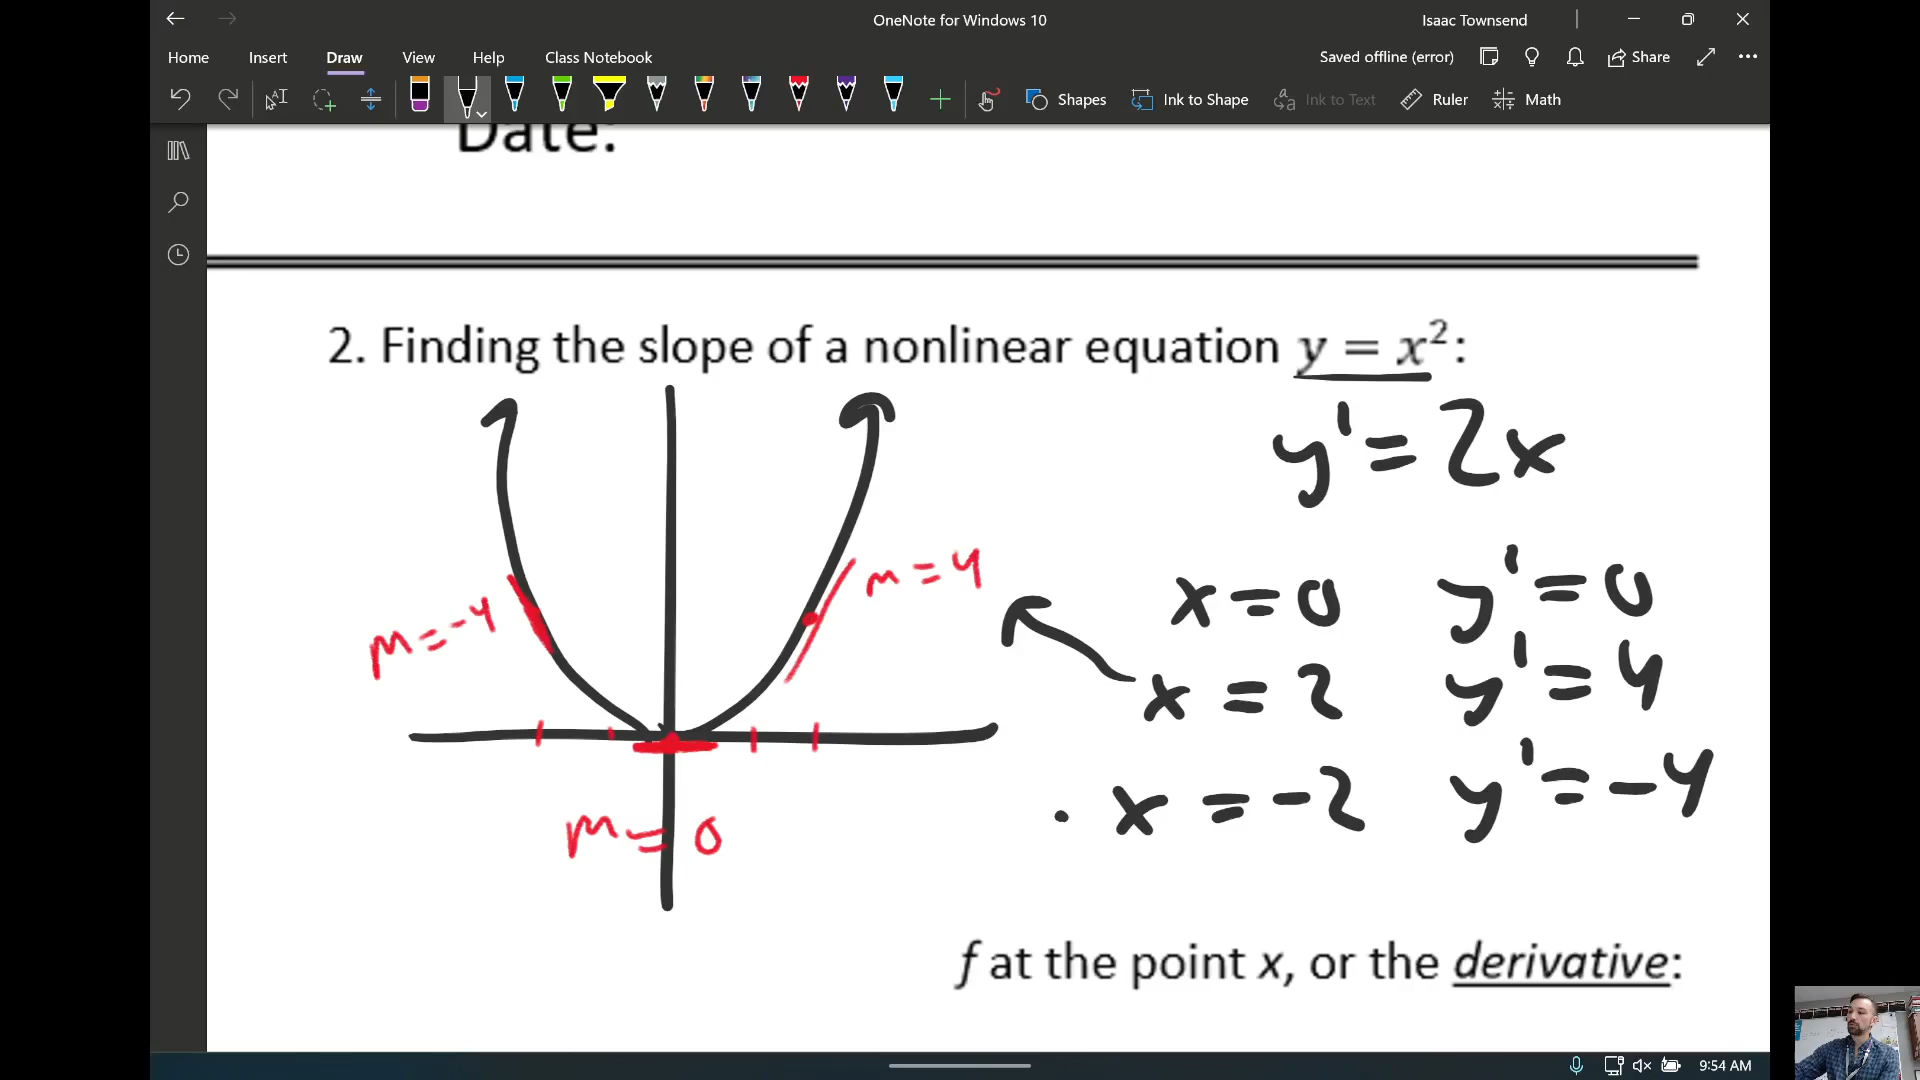 OneNote for Windows 10
Isaac Townsend
Home Insert Draw View Help Class Notebook
Saved offline (error)
Share
Shapes Ink to Shape Ink to Text Ruler Math
Date:
2. Finding the slope of a nonlinear equation y = x²:
y' = 2x
m = 4
x = 0 y' = 0
m = -4
x = 2 y' = 4
x = -2 y' = -4
m = 0
f at the point x, or the derivative:
9:54 AM